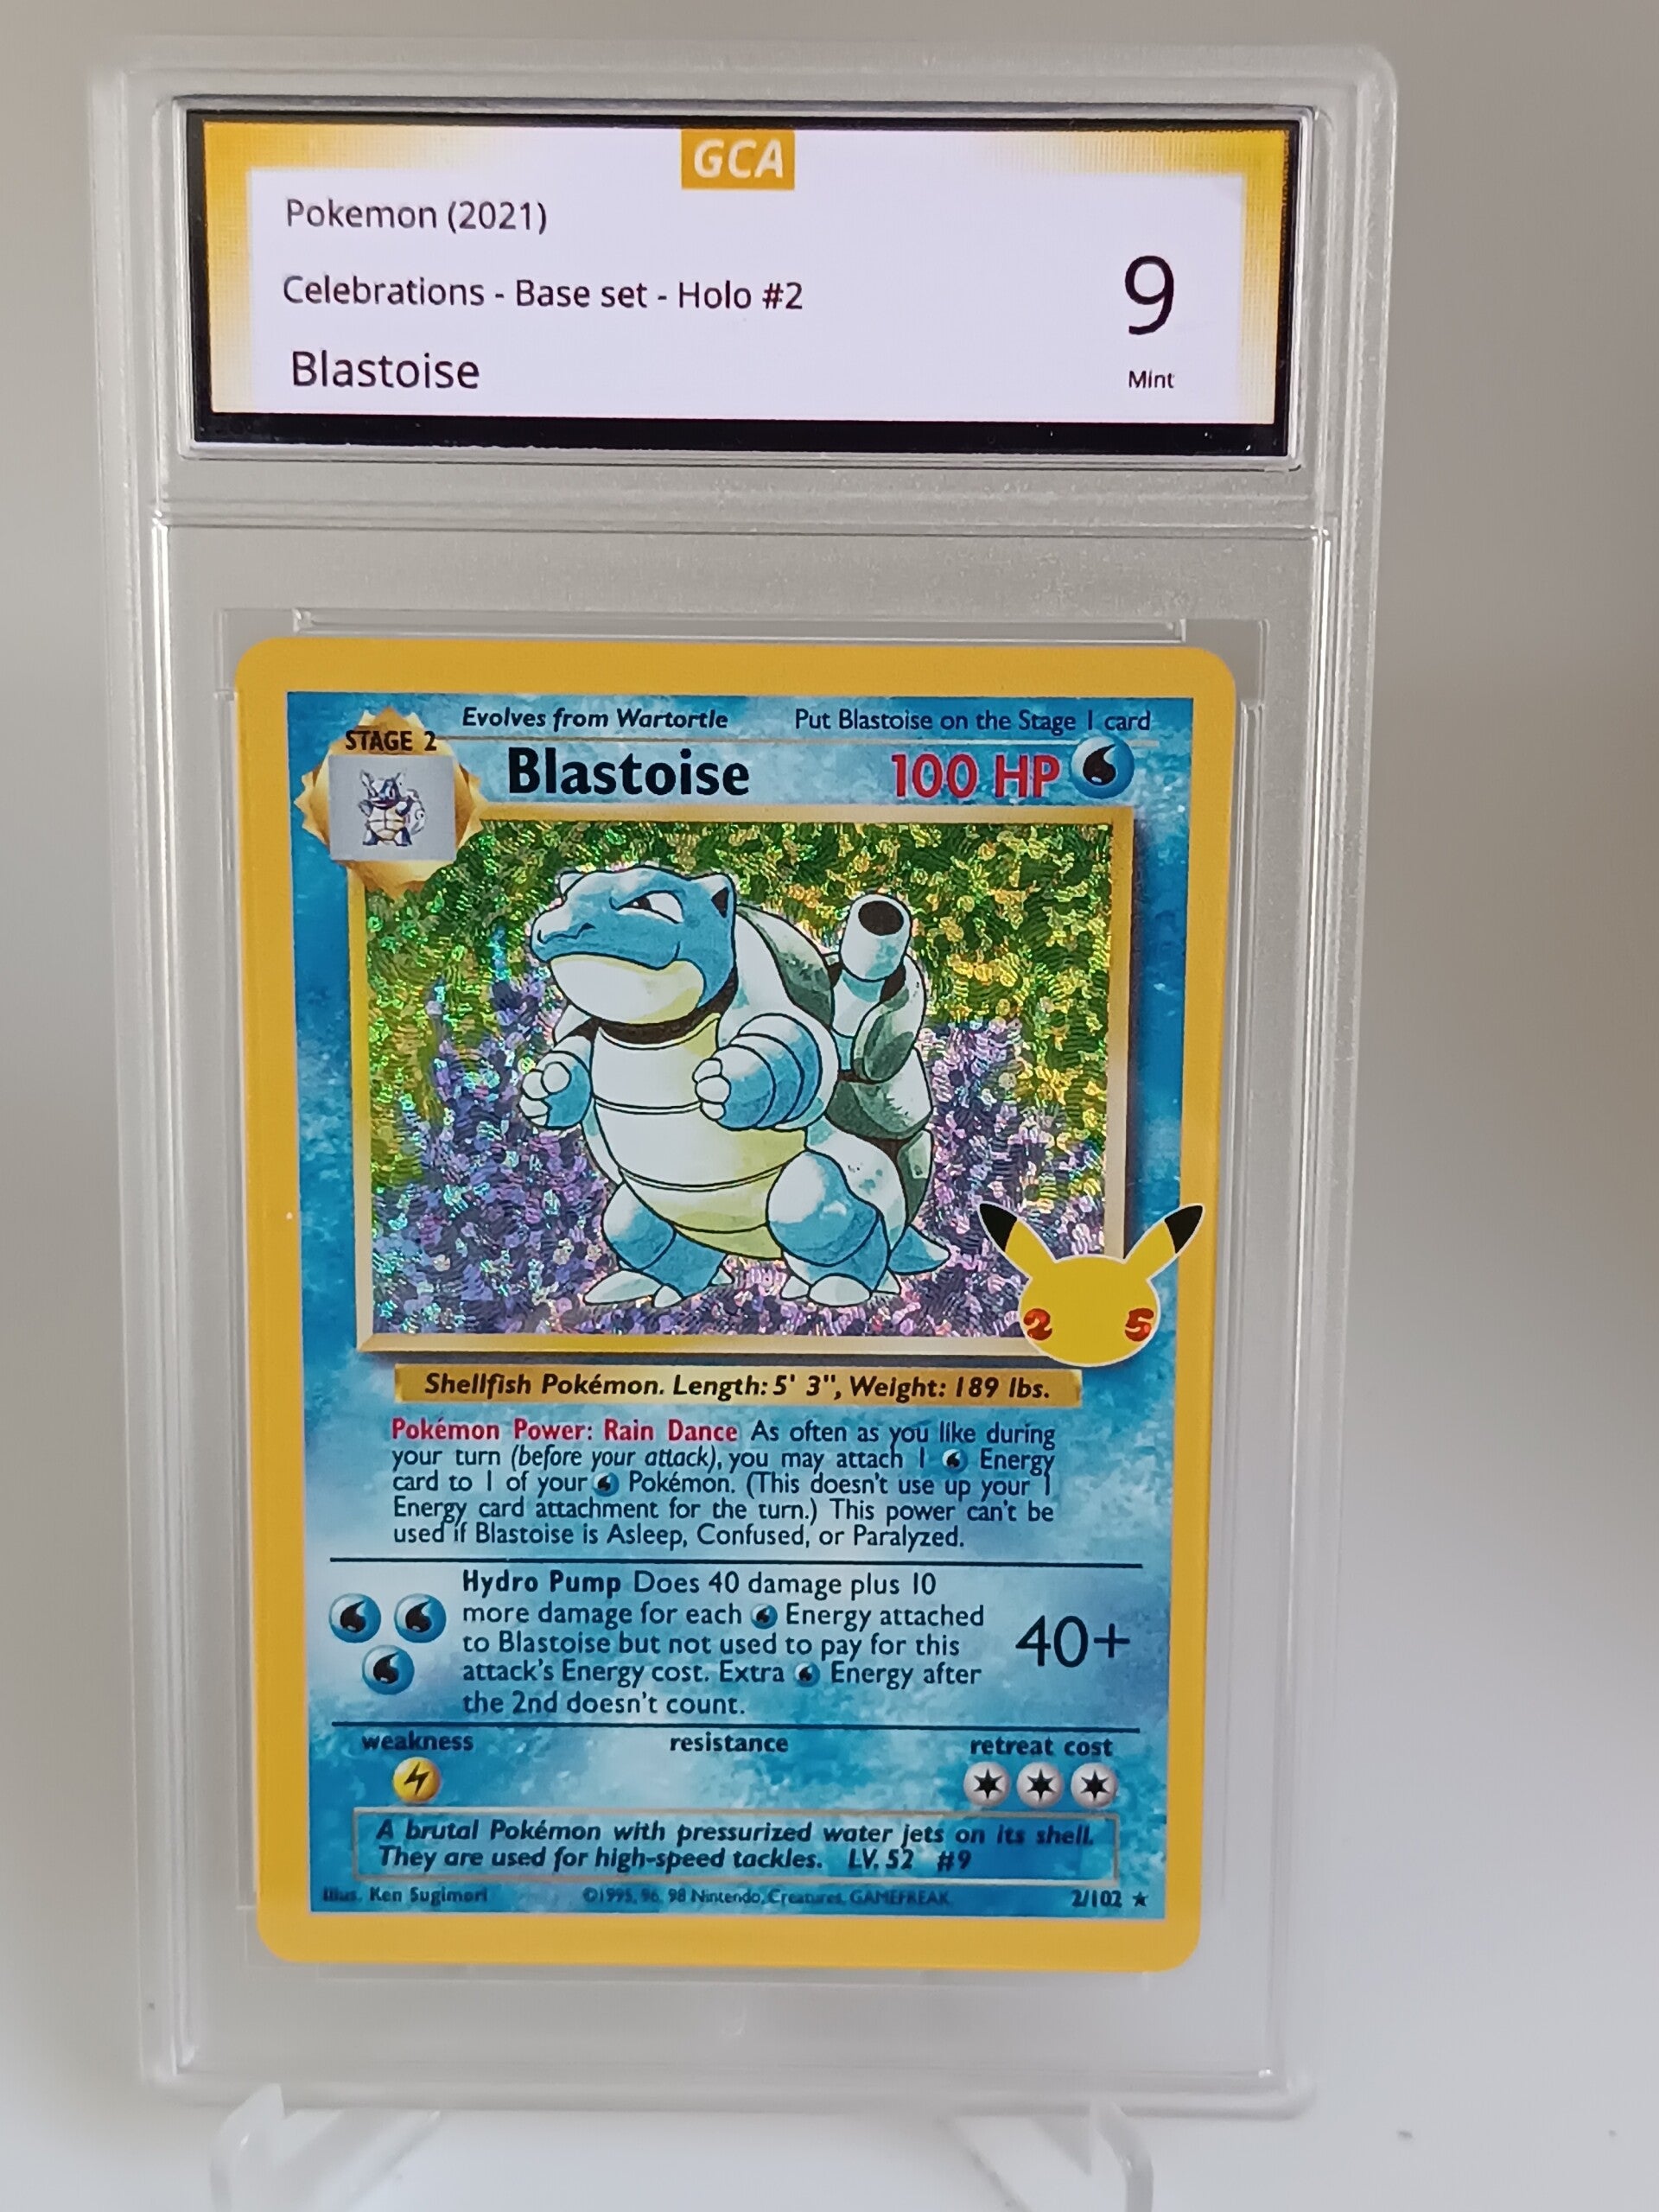 GCA
Pokemon (2021)
Celebrations - Base set - Holo #2
Blastoise
9
Mint
Evolves from Wartortle Put Blastoise on the Stage 1 card
STAGE 2
Blastoise 100 HP
25
Shellfish Pokémon. Length: 5' 3", Weight: 189 lbs.
Pokémon Power: Rain Dance As often as you like during
your turn (before your attack), you may attach 1 Energy
card to 1 of your Pokémon. (This doesn't use up your 1
Energy card attachment for the turn.) This power can't be
used if Blastoise is Asleep, Confused, or Paralyzed.
Hydro Pump Does 40 damage plus 10
more damage for each Energy attached
to Blastoise but not used to pay for this
attack's Energy cost. Extra Energy after
the 2nd doesn't count.
40+
weakness resistance retreat cost
A brutal Pokémon with pressurized water jets on its shell.
They are used for high-speed tackles. LV. 52 #9
Illus. Ken Sugimori ©1995, 96, 98 Nintendo, Creatures, GAMEFREAK. 2/102 ★